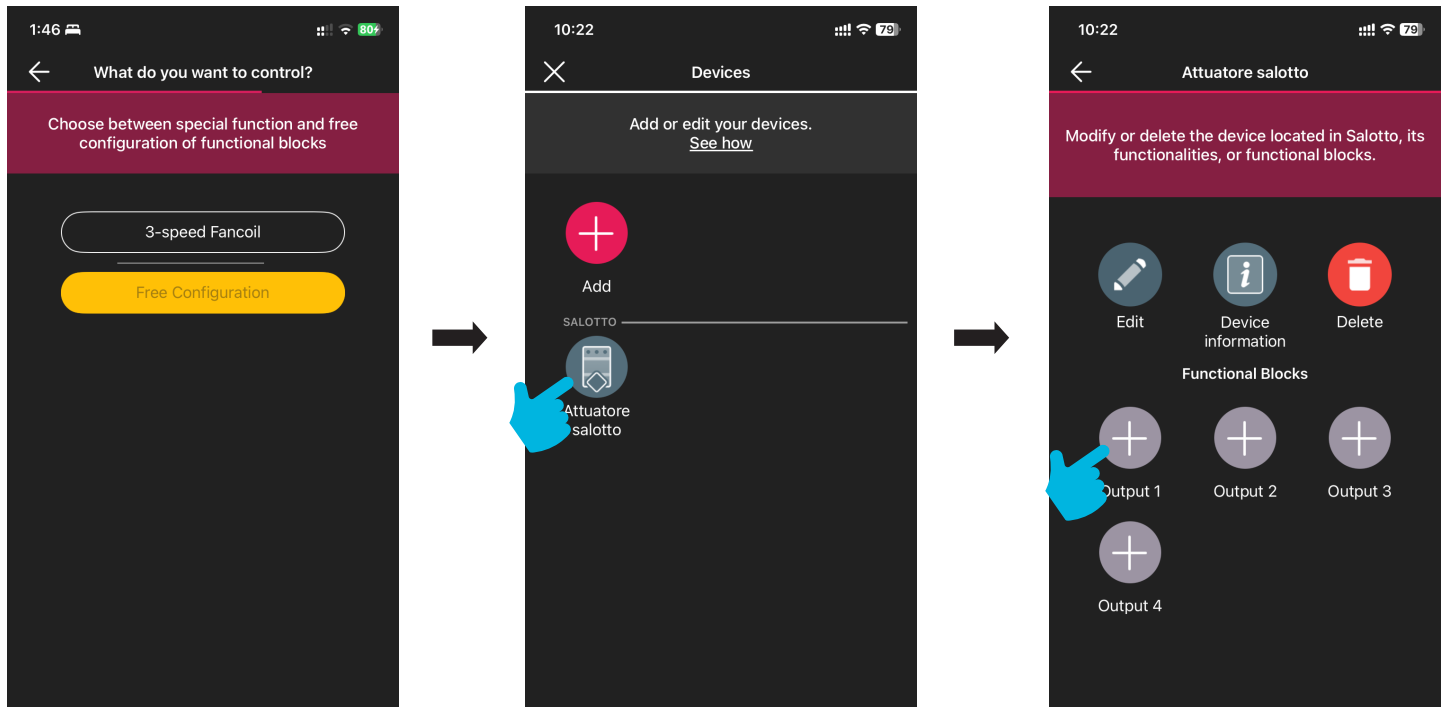 1:46
80
What do you want to control?
Choose between special function and free
configuration of functional blocks
3-speed Fancoil
Free Configuration
10:22
79
Devices
Add or edit your devices.
See how
Add
SALOTTO
Attuatore
salotto
10:22
79
Attuatore salotto
Modify or delete the device located in Salotto, its
functionalities, or functional blocks.
Edit
Device
information
Delete
Functional Blocks
Output 1
Output 2
Output 3
Output 4